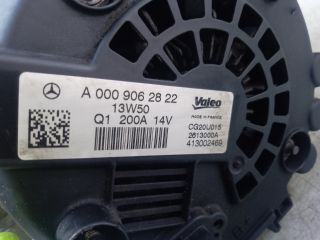 A 000 906 28 22
13W50
Q1 200A 14V
Valeo
MADE IN FRANCE
CG20U015
2613000A
413002469